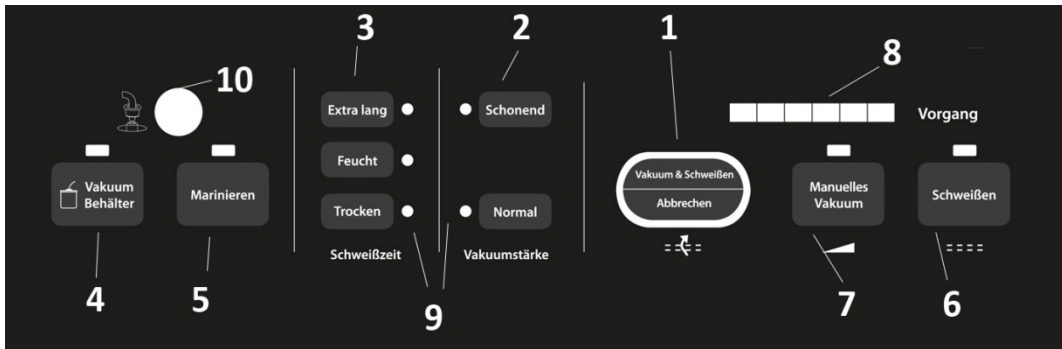 3
2
1
8
10
Extra lang
Schonend
Vorgang
Feucht
Vakuum & Schweißen
Vakuum
Behälter
Marinieren
Trocken
Normal
Abbrechen
Manuelles
Vakuum
Schweißen
Schweißzeit
Vakuumstärke
4
5
9
7
6